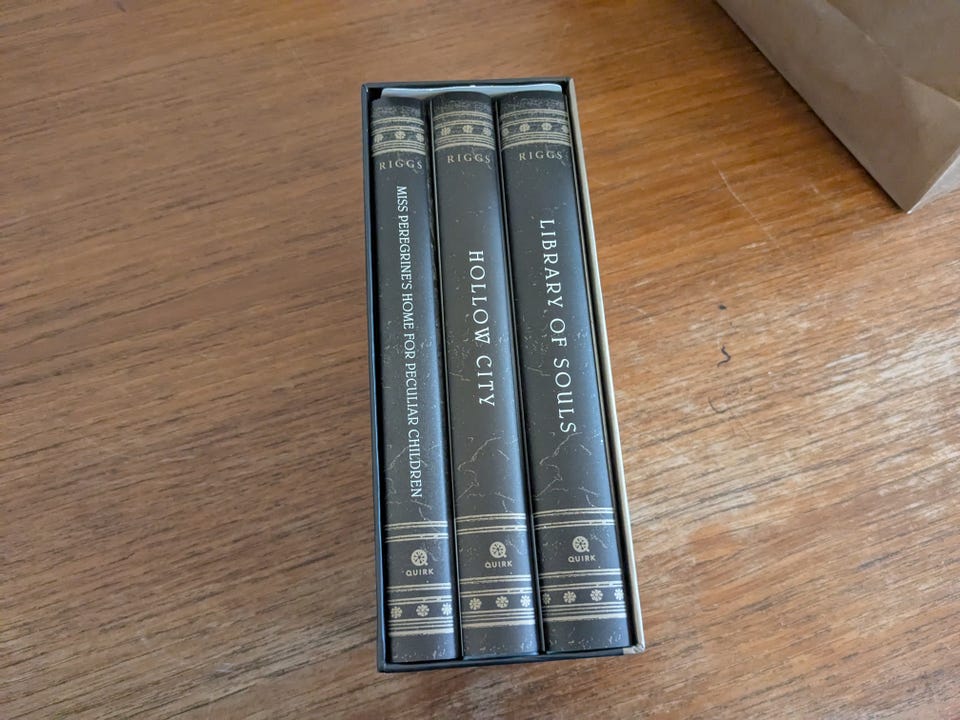 RIGGS
MISS PEREGRINE'S HOME FOR PECULIAR CHILDREN
QUIRK
RIGGS
HOLLOW CITY
QUIRK
RIGGS
LIBRARY OF SOULS
QUIRK